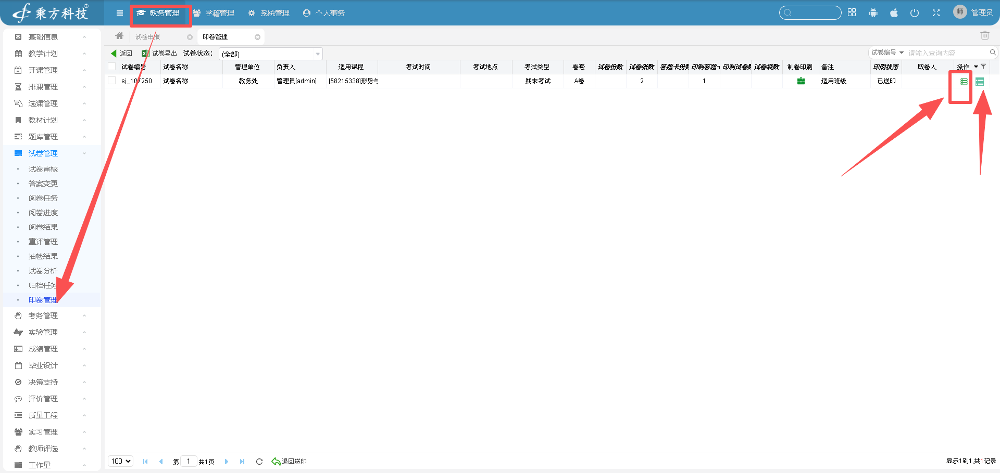 乘方科技
教务管理 学籍管理 系统管理 个人事务
师 管理员
基础信息
教学计划
开课管理
排课管理
选课管理
教材计划
题库管理
试卷管理
试卷审核
答案变更
阅卷任务
阅卷进度
阅卷结果
重评管理
抽检结果
试卷分析
归档任务
印卷管理
考务管理
实验管理
成绩管理
毕业设计
决策支持
评价管理
质量工程
实习管理
教师评选
工作量
试卷申报 印卷管理
返回 试卷导出 试卷状态: (全部)
试卷编号 请输入查询内容
试卷编号 试卷名称 管理单位 负责人 适用课程 考试时间 考试地点 考试类型 卷套 试卷份数 试卷张数 答题卡份数 印制答题卡 印制试卷 试卷袋数 制卷印刷 备注 印刷状态 取卷人 操作
sj_107250 试卷名称 教务处 管理员[admin] [58215338]形势与 期末考试 A卷 2 1 适用班级 已送印
100 第 1 共1页 退回送印
显示1到1,共1记录